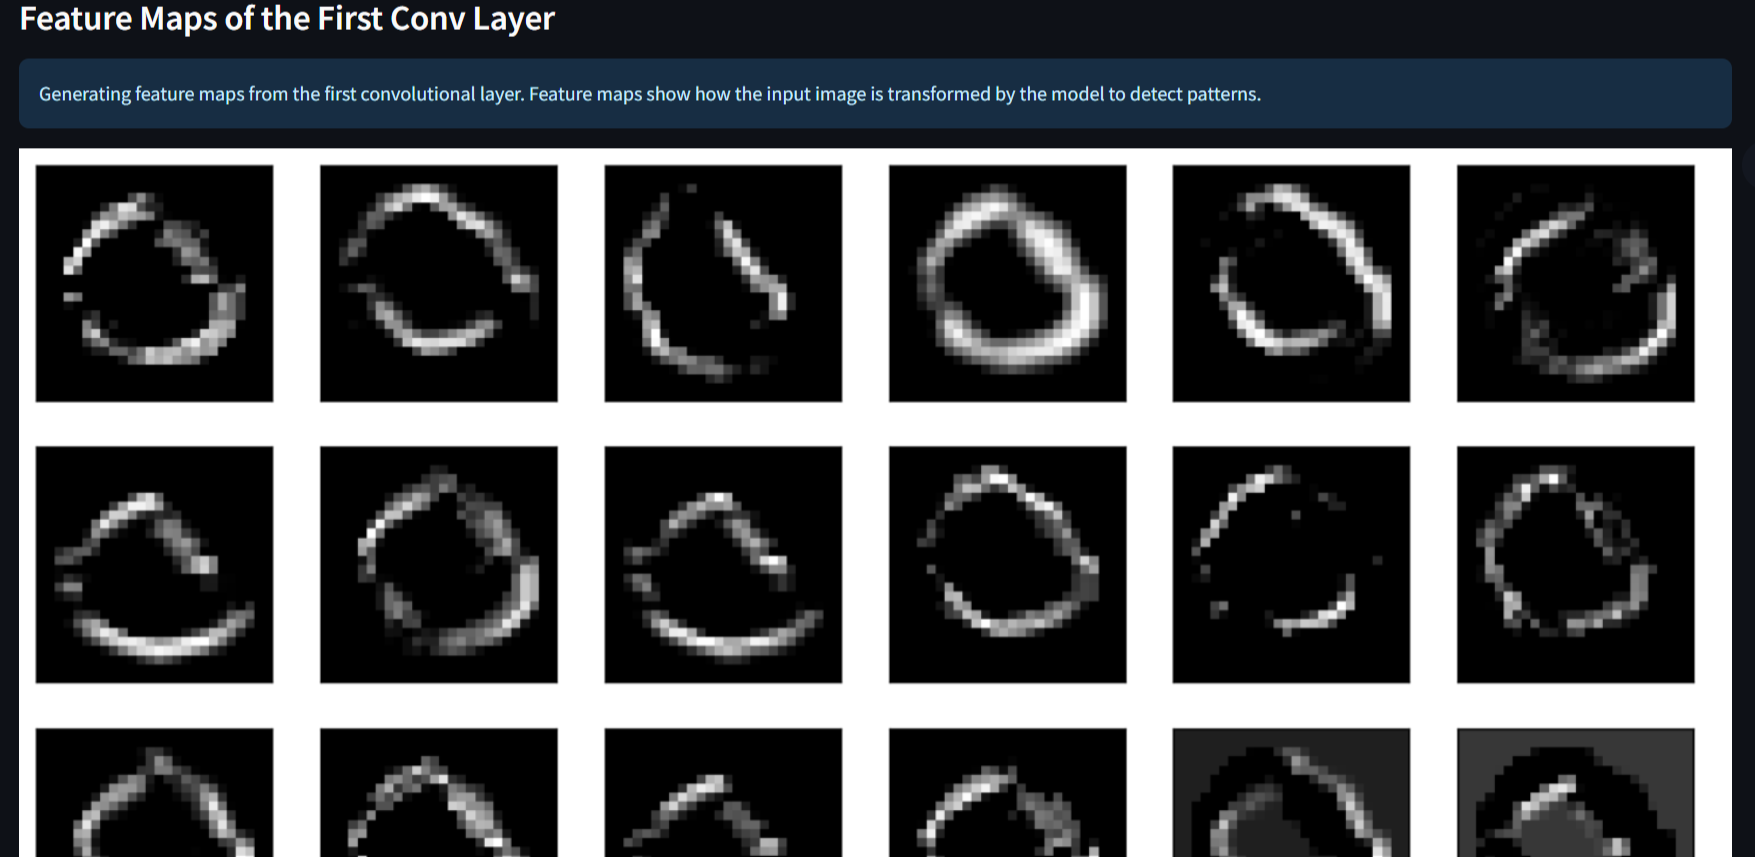 Feature Maps of the First Conv Layer
Generating feature maps from the first convolutional layer. Feature maps show how the input image is transformed by the model to detect patterns.